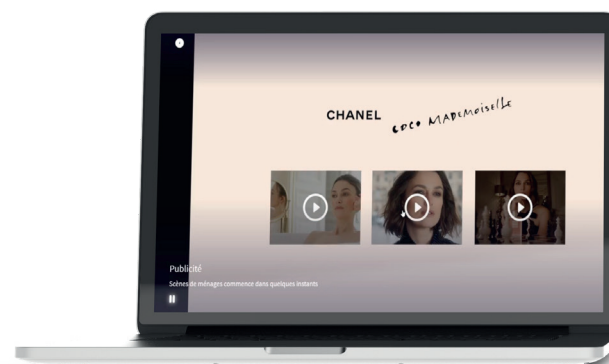 CHANEL
COCO MADEMOISELLE
Publicité
Scènes de ménages commence dans quelques instants